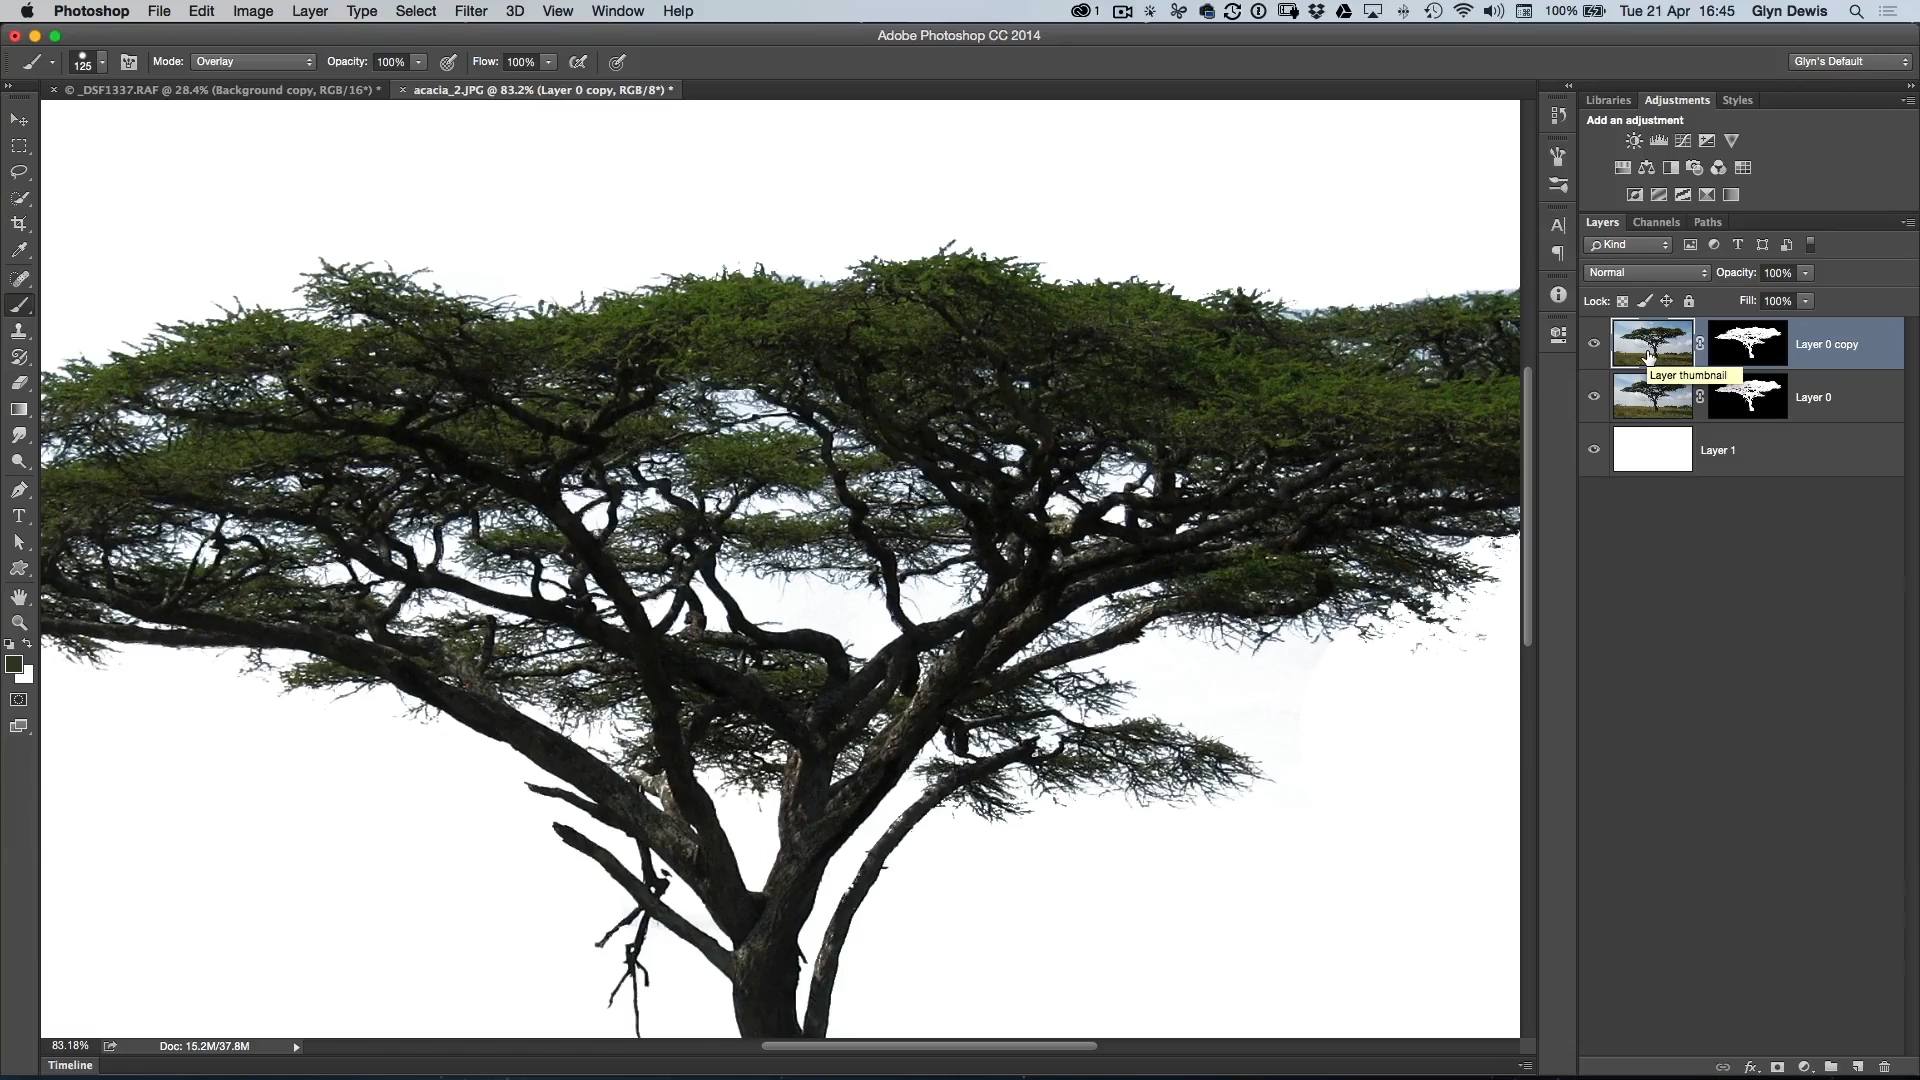 Photoshop File Edit Image Layer Type Select Filter 3D View Window Help 1 100% Tue 21 Apr 16:45 Glyn Dewis
Adobe Photoshop CC 2014
125 Mode: Overlay Opacity: 100% Flow: 100% Glyn's Default
© _DSF1337.RAF @ 28.4% (Background copy, RGB/16*) * acacia_2.JPG @ 83.2% (Layer 0 copy, RGB/8*) *
Libraries Adjustments Styles
Add an adjustment
Layers Channels Paths
Kind
Normal Opacity: 100%
Lock: Fill: 100%
Layer 0 copy
Layer thumbnail
Layer 0
Layer 1
83.18% Doc: 15.2M/37.8M
Timeline